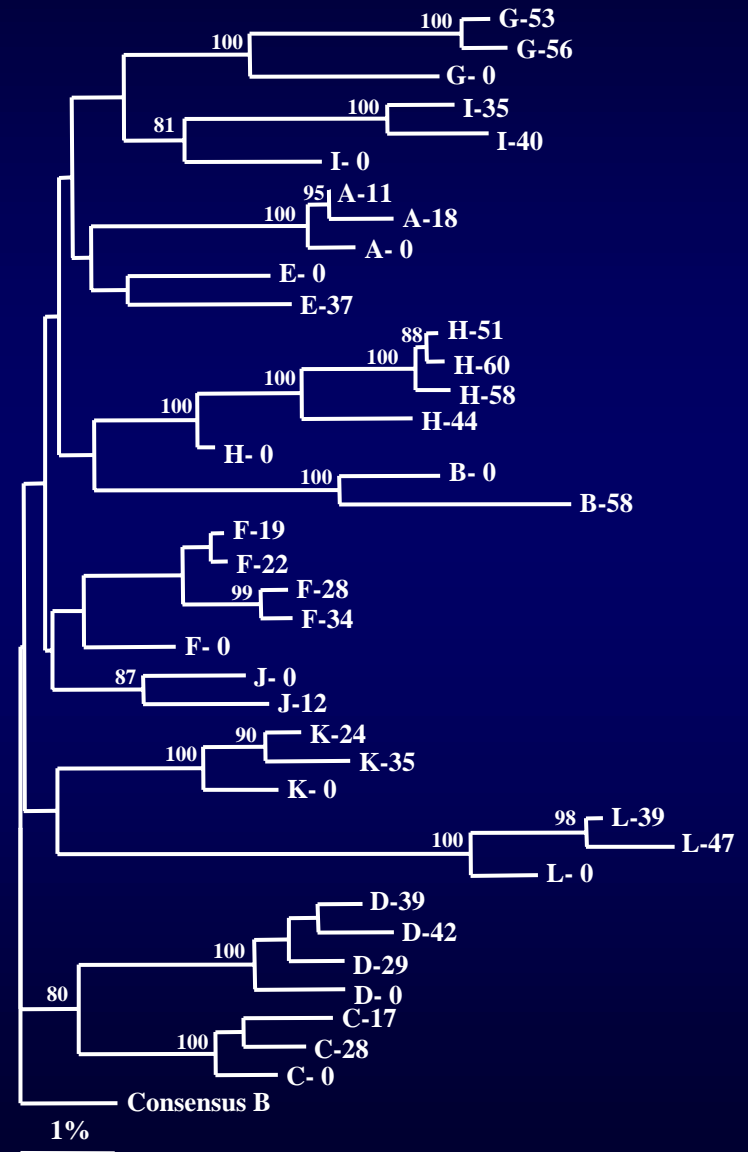 100
G-53
G-56
100
G- 0
100
I-35
I-40
81
I- 0
95
A-11
A-18
100
A- 0
E- 0
E-37
88
H-51
H-60
100
H-58
100
H-44
100
H- 0
100
B- 0
B-58
F-19
F-22
99
F-28
F-34
F- 0
87
J- 0
J-12
90
K-24
K-35
100
K- 0
98
L-39
L-47
100
L- 0
D-39
D-42
100
D-29
D- 0
80
C-17
100
C-28
C- 0
Consensus B
1%